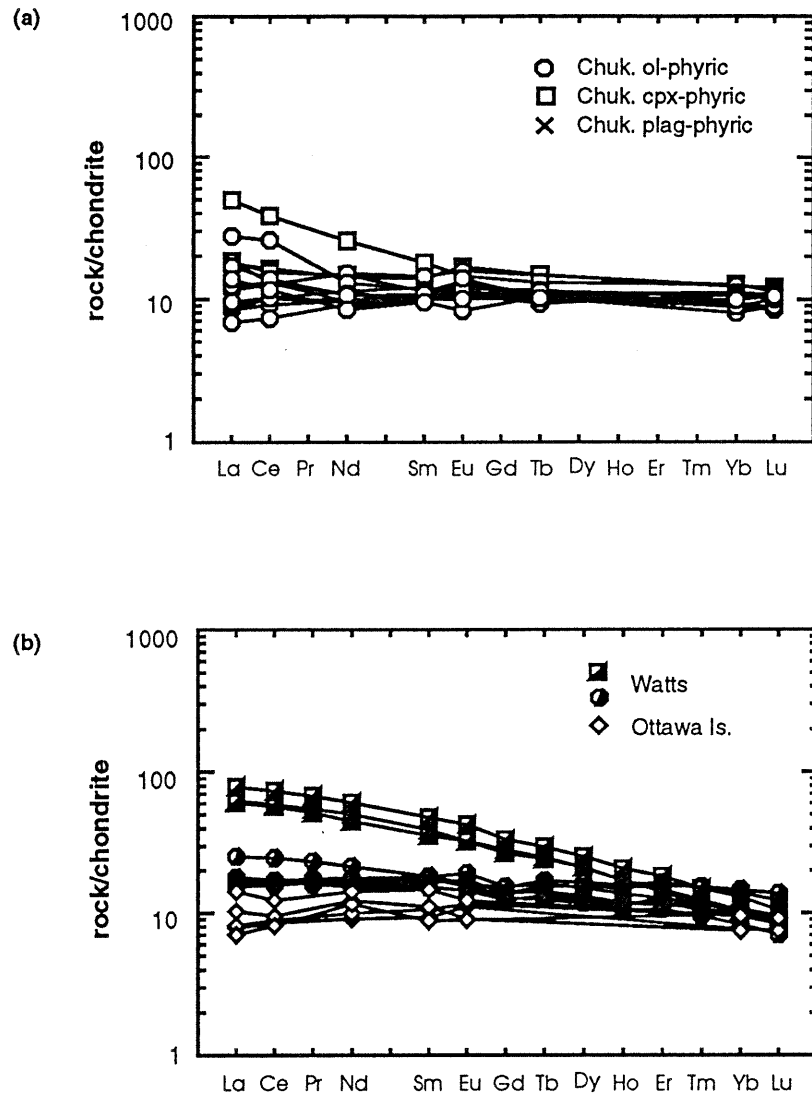 (a)
1000
100
10
1
rock/chondrite
Chuk. ol-phyric
Chuk. cpx-phyric
Chuk. plag-phyric
La Ce Pr Nd Sm Eu Gd Tb Dy Ho Er Tm Yb Lu
(b)
1000
100
10
1
rock/chondrite
Watts
Ottawa Is.
La Ce Pr Nd Sm Eu Gd Tb Dy Ho Er Tm Yb Lu